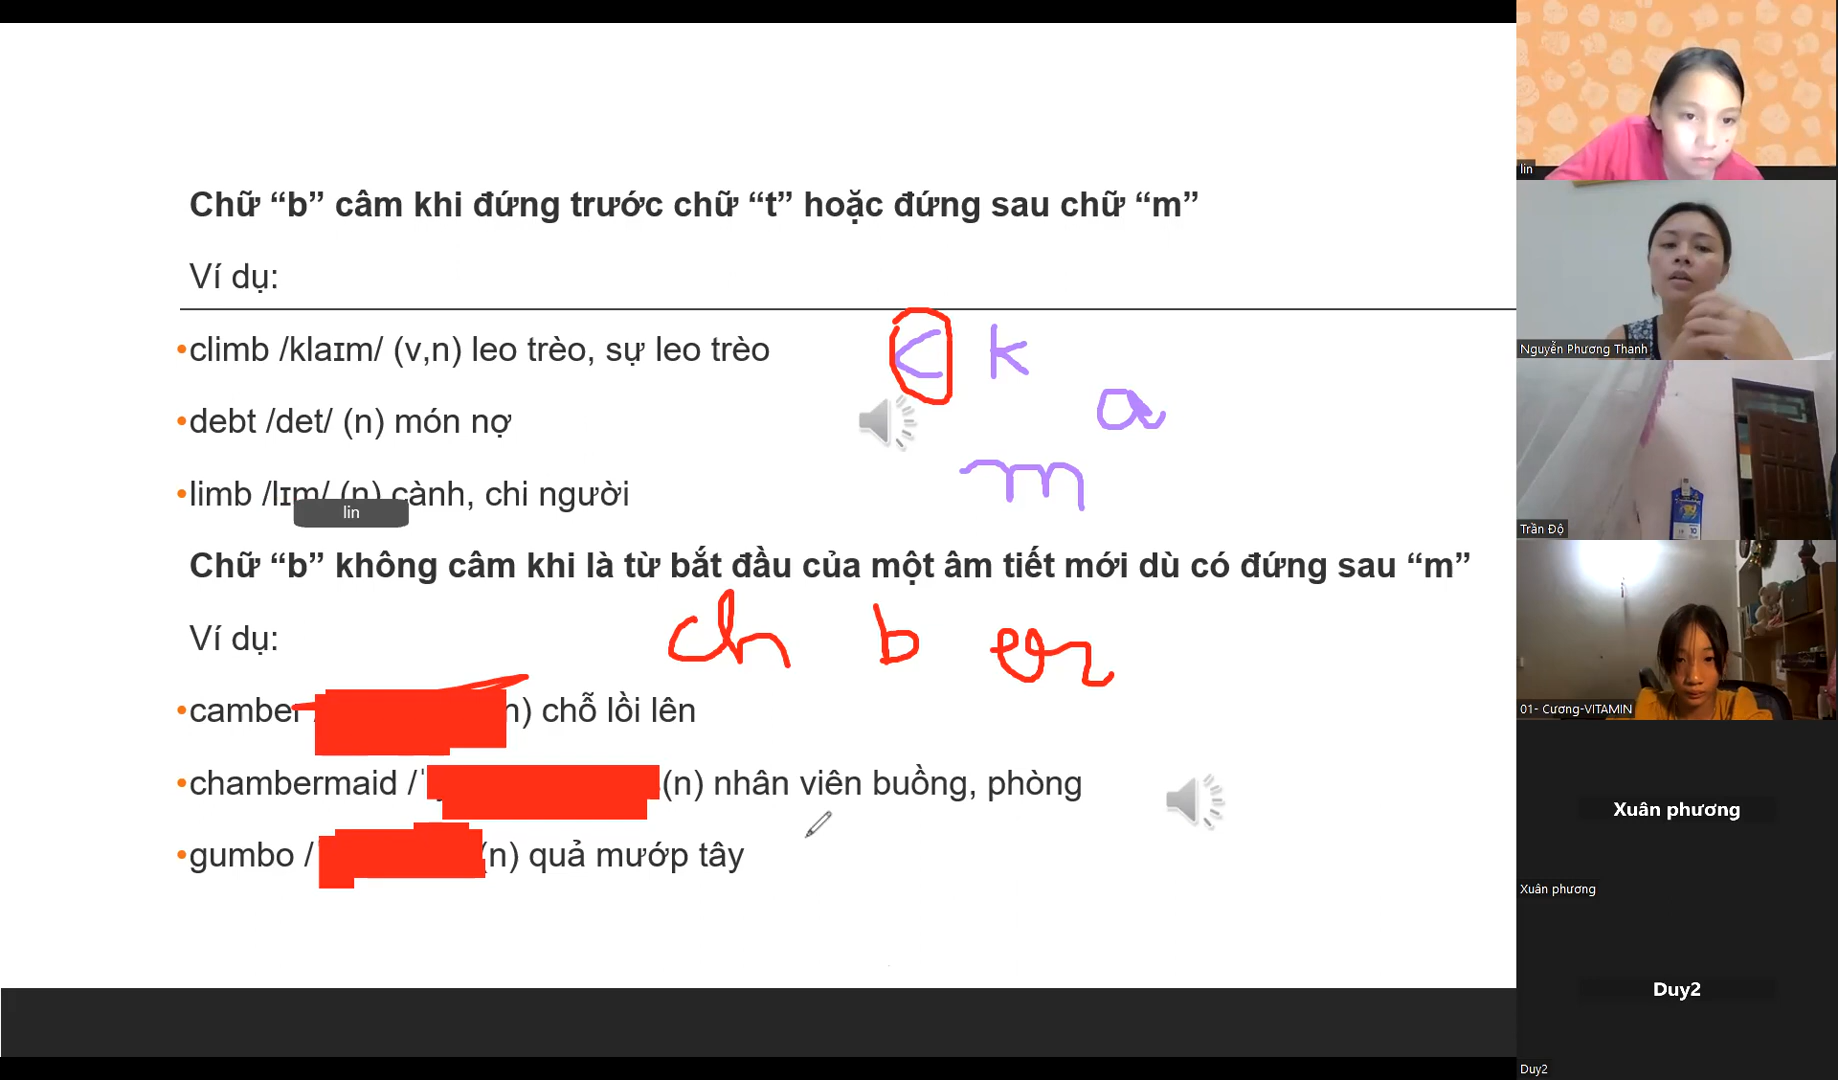 Chữ “b” câm khi đứng trước chữ “t” hoặc đứng sau chữ “m”
Ví dụ:
•climb /klaɪm/ (v,n) leo trèo, sự leo trèo
c k
•debt /det/ (n) món nợ
a
•limb /lɪm/ (n) cành, chi người
m
lin
Chữ “b” không câm khi là từ bắt đầu của một âm tiết mới dù có đứng sau “m”
Ví dụ:
ch b er
•camber n) chỗ lồi lên
•chambermaid /ˈ (n) nhân viên buồng, phòng
•gumbo / (n) quả mướp tây
lin
Nguyễn Phương Thanh
Trần Độ
01- Cương-VITAMIN
Xuân phương
Xuân phương
Duy2
Duy2